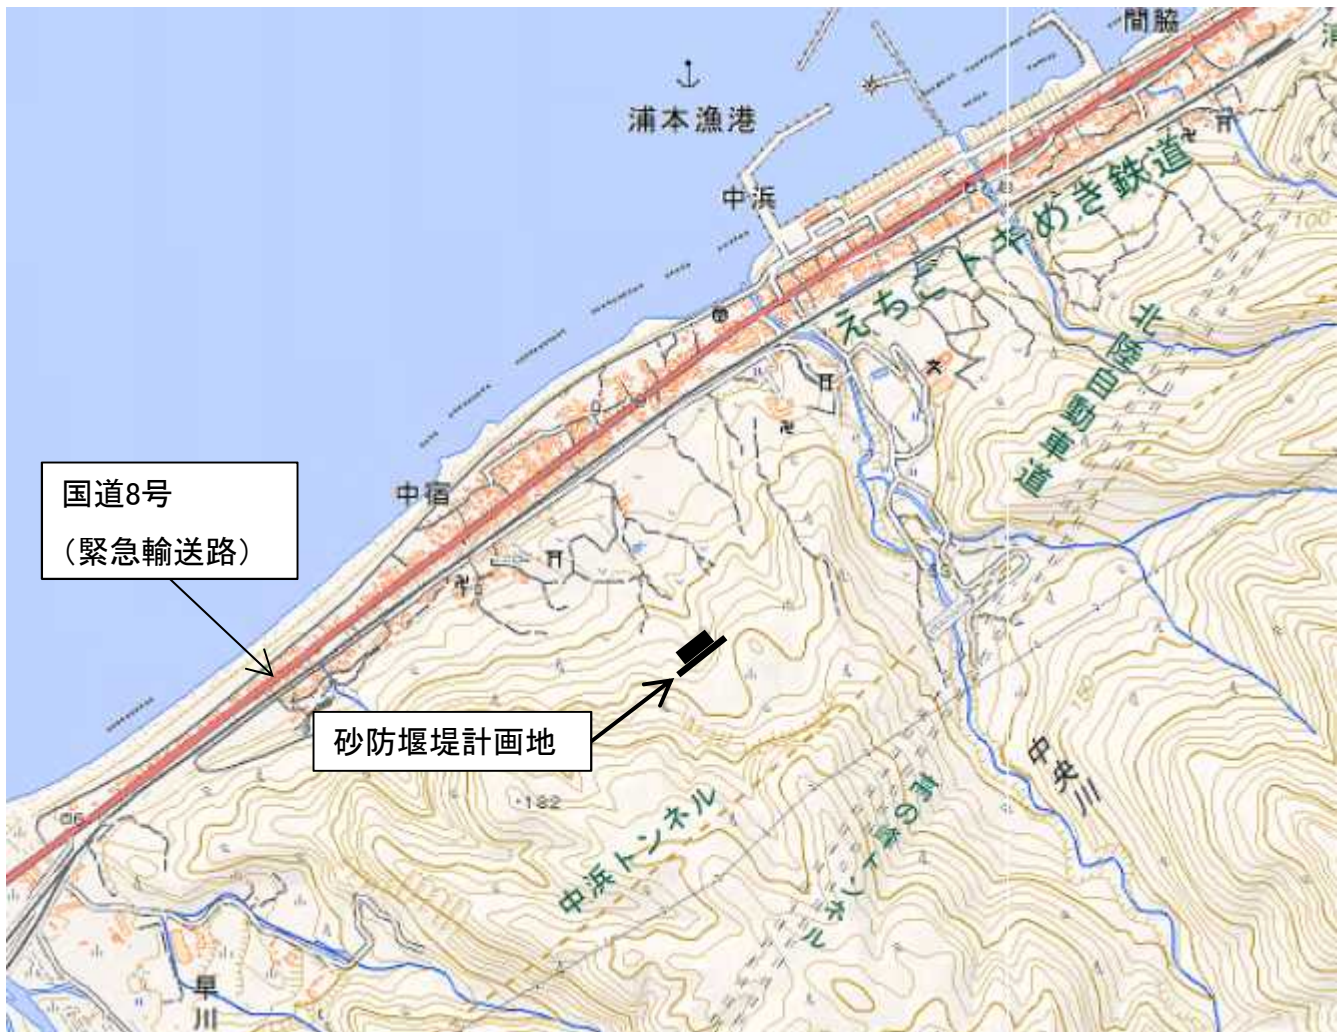 間脇
浦本漁港
中浜
えちごトキめき鉄道
北陸自動車道
国道8号
（緊急輸送路）
中宿
砂防堰堤計画地
182
中浜トンネル
中央川
早川